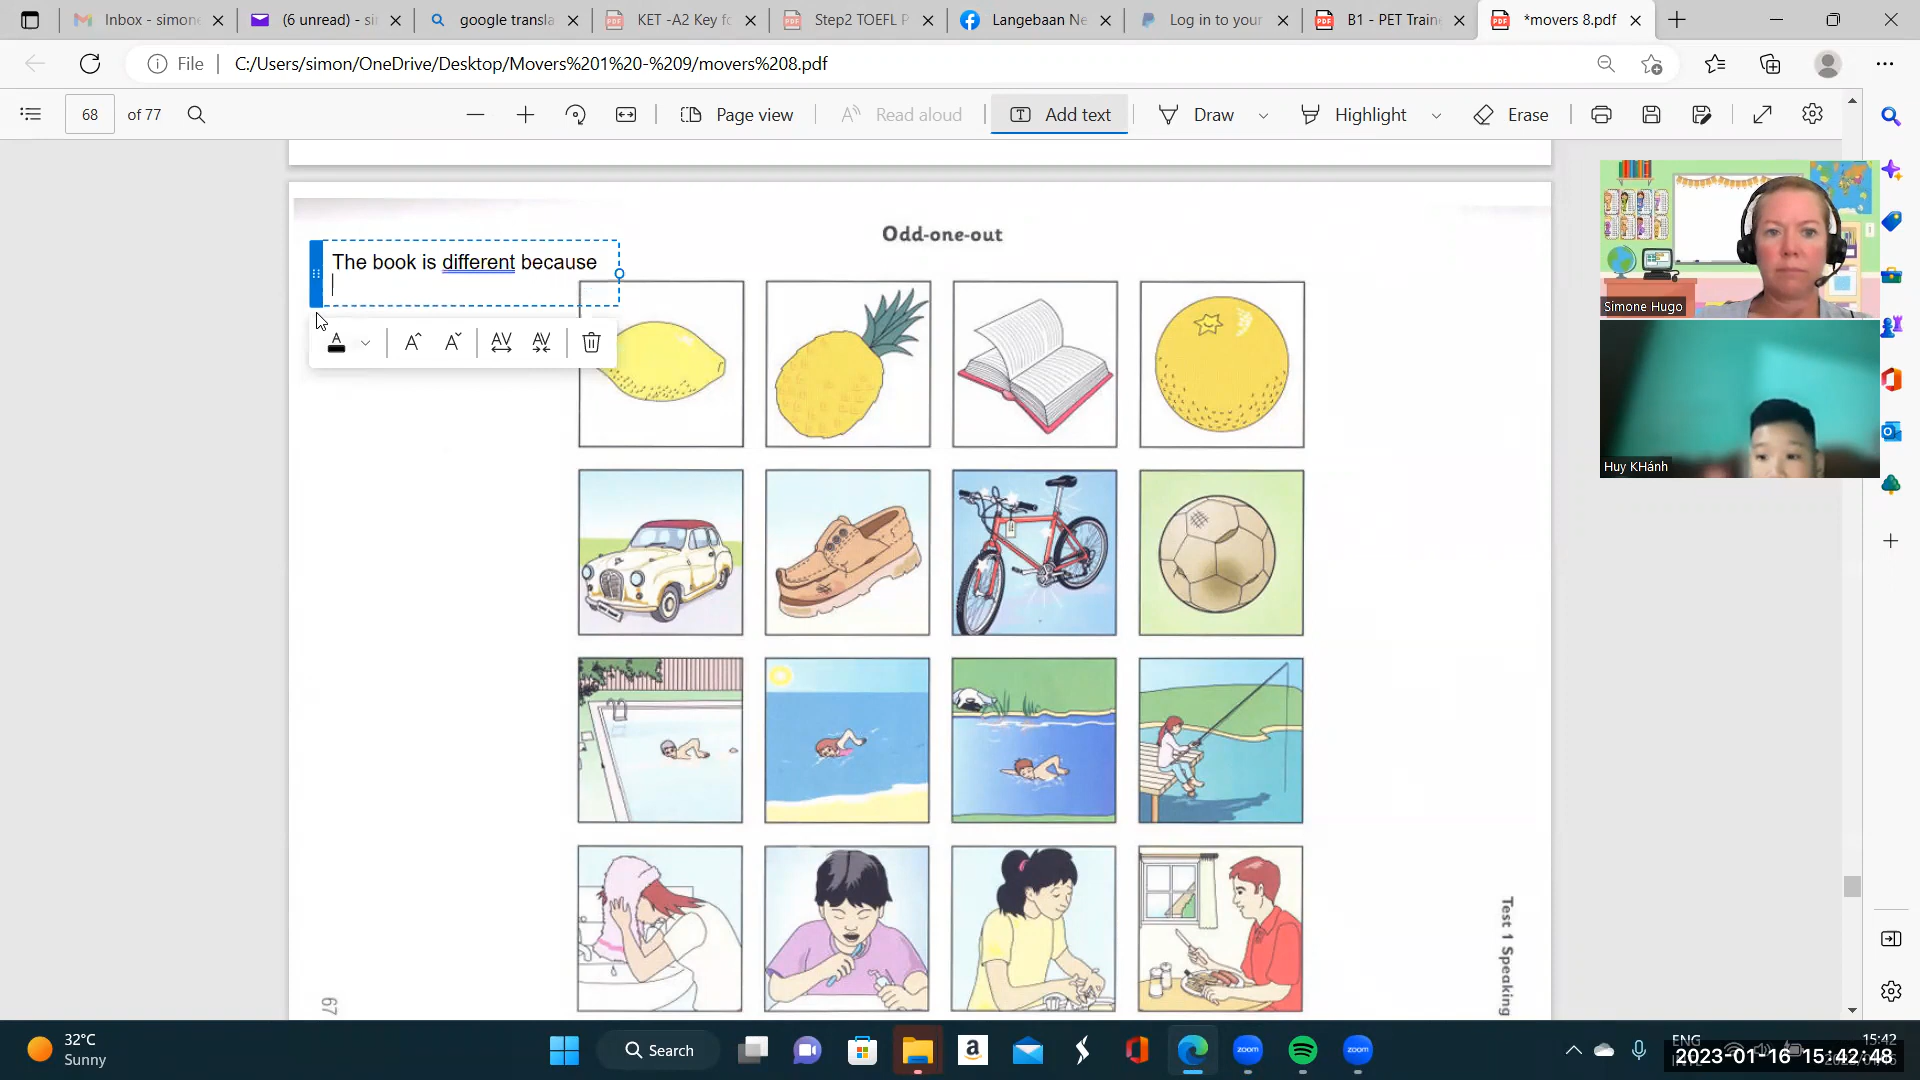 Inbox - simone
(6 unread) - si
google transla
KET -A2 Key fo
Step2 TOEFL P
Langebaan Ne
Log in to your
B1 - PET Train
*movers 8.pdf
File
C:/Users/simon/OneDrive/Desktop/Movers%201%20-%209/movers%208.pdf
68 of 77
Page view
Read aloud
Add text
Draw
Highlight
Erase
Odd-one-out
The book is different because
Simone Hugo
Huy KHánh
Test 1 Speaking
67
32°C
Sunny
Search
ENG
15:42
2023-01-16 15:42:48